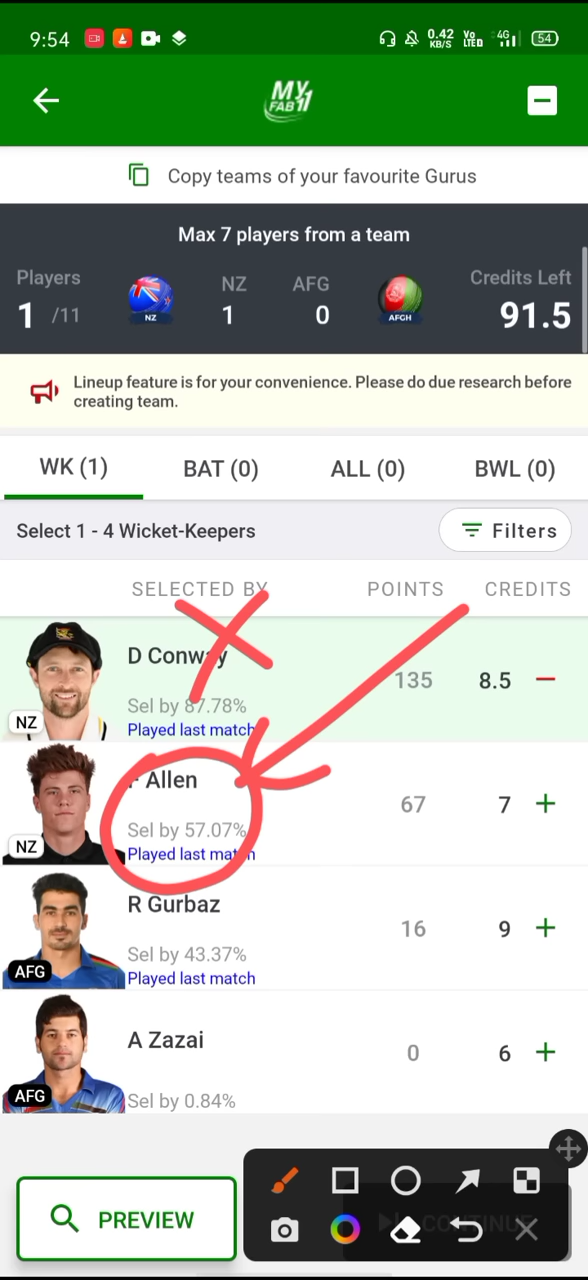 9:54
0.42
KB/S
Vo
LTED
4G
54
MY
FAB11
Copy teams of your favourite Gurus
Max 7 players from a team
Players
NZ
AFG
Credits Left
1 /11
NZ
1
0
AFGH
91.5
Lineup feature is for your convenience. Please do due research before
creating team.
WK (1)
BAT (0)
ALL (0)
BWL (0)
Select 1 - 4 Wicket-Keepers
Filters
SELECTED BY
POINTS
CREDITS
D Conway
135
8.5
Sel by 87.78%
NZ
Played last match
F Allen
67
7
Sel by 57.07%
NZ
Played last match
R Gurbaz
16
9
Sel by 43.37%
AFG
Played last match
A Zazai
0
6
AFG
Sel by 0.84%
PREVIEW
CONTINUE